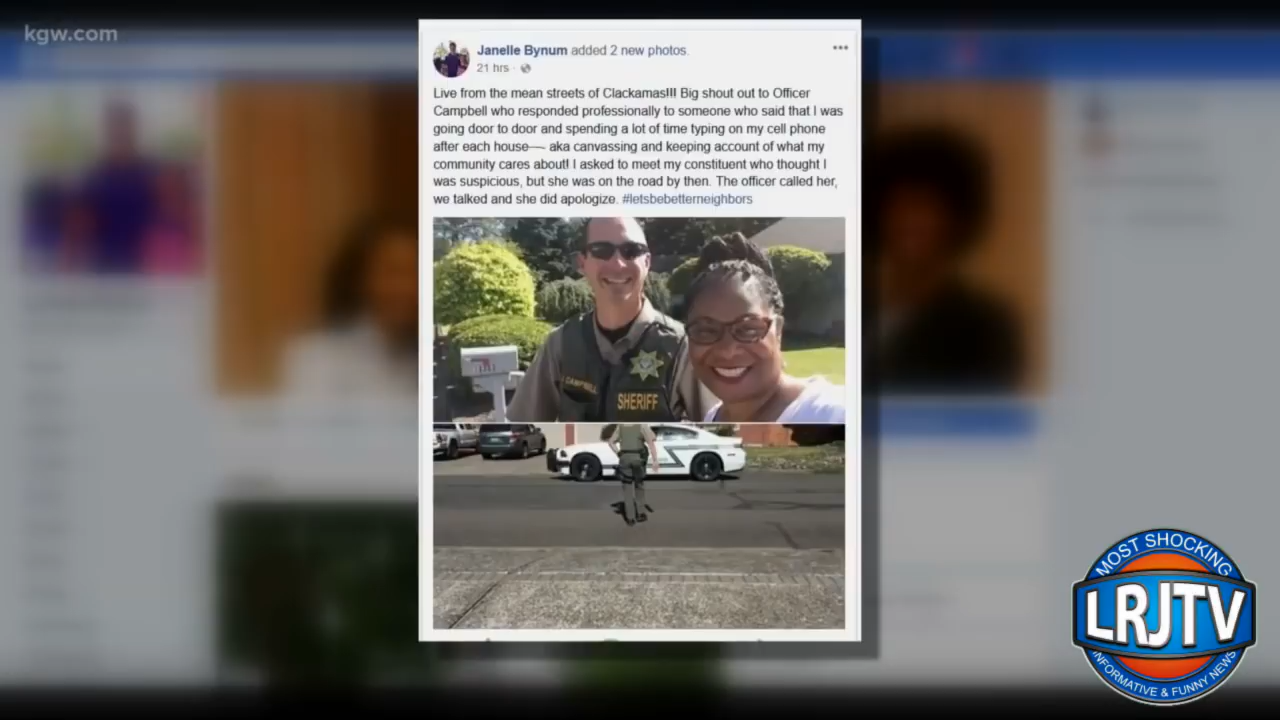 kgw.com
Janelle Bynum added 2 new photos.
21 hrs ·
Live from the mean streets of Clackamas!!! Big shout out to Officer
Campbell who responded professionally to someone who said that I was
going door to door and spending a lot of time typing on my cell phone
after each house–– aka canvassing and keeping account of what my
community cares about! I asked to meet my constituent who thought I
was suspicious, but she was on the road by then. The officer called her,
we talked and she did apologize. #letsbebetterneighbors
CAMPBELL
SHERIFF
MOST SHOCKING
LRJTV
INFORMATIVE & FUNNY NEWS